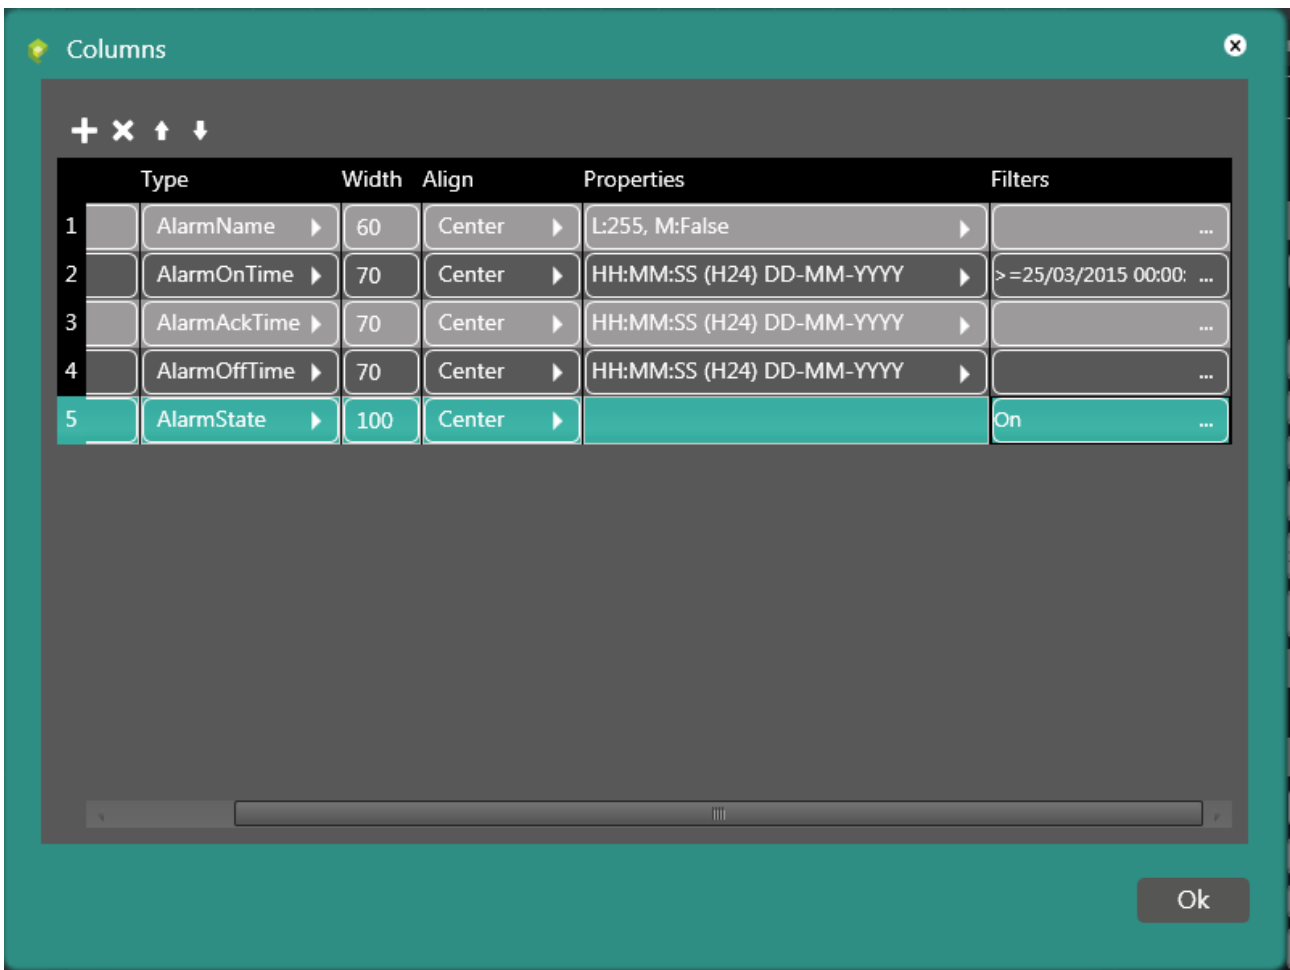 Columns
Type Width Align Properties Filters
1 AlarmName 60 Center L:255, M:False ...
2 AlarmOnTime 70 Center HH:MM:SS (H24) DD-MM-YYYY >=25/03/2015 00:00: ...
3 AlarmAckTime 70 Center HH:MM:SS (H24) DD-MM-YYYY ...
4 AlarmOffTime 70 Center HH:MM:SS (H24) DD-MM-YYYY ...
5 AlarmState 100 Center On ...
Ok